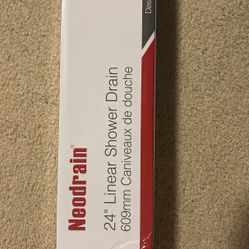 Neodrain®
24" Linear Shower Drain
609mm Caniveaux de douche